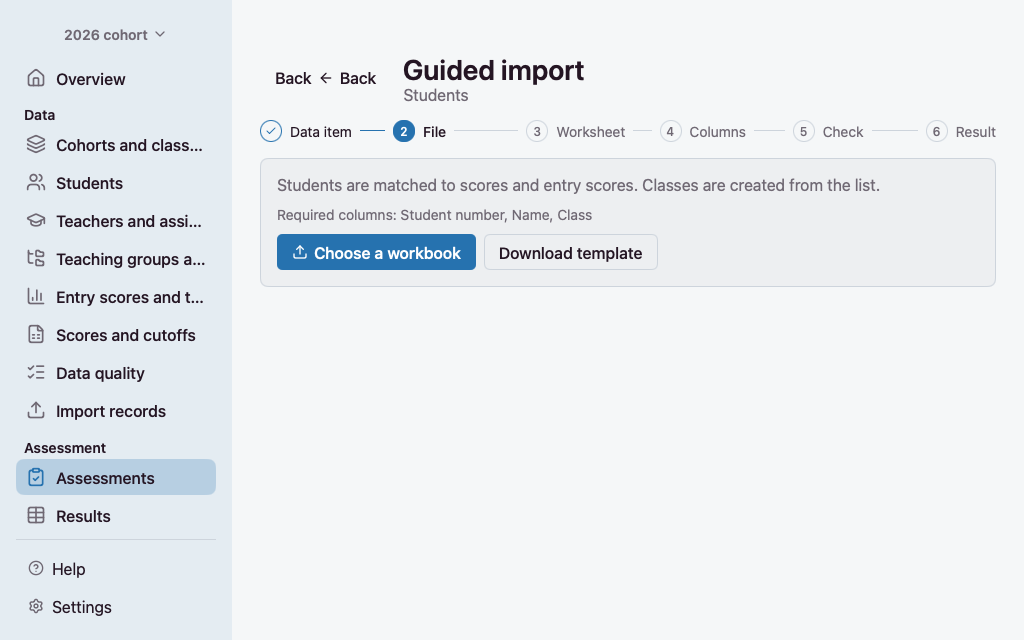 2026 cohort
Overview
Data
Cohorts and class...
Students
Teachers and assi...
Teaching groups a...
Entry scores and t...
Scores and cutoffs
Data quality
Import records
Assessment
Assessments
Results
Help
Settings
Back ← Back
Guided import
Students
Data item
2 File
3 Worksheet
4 Columns
5 Check
6 Result
Students are matched to scores and entry scores. Classes are created from the list.
Required columns: Student number, Name, Class
Choose a workbook
Download template